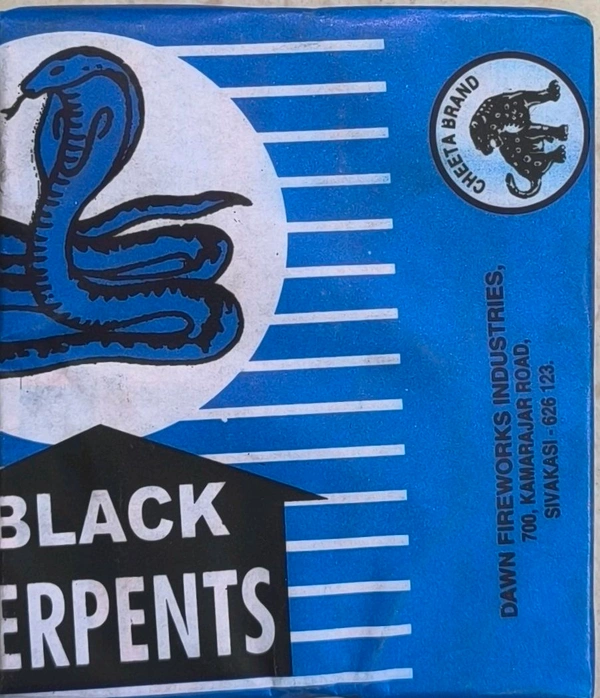 CHEETA BRAND
BLACK
ERPENTS
DAWN FIREWORKS INDUSTRIES,
700, KAMARAJAR ROAD,
SIVAKASI - 626 123.